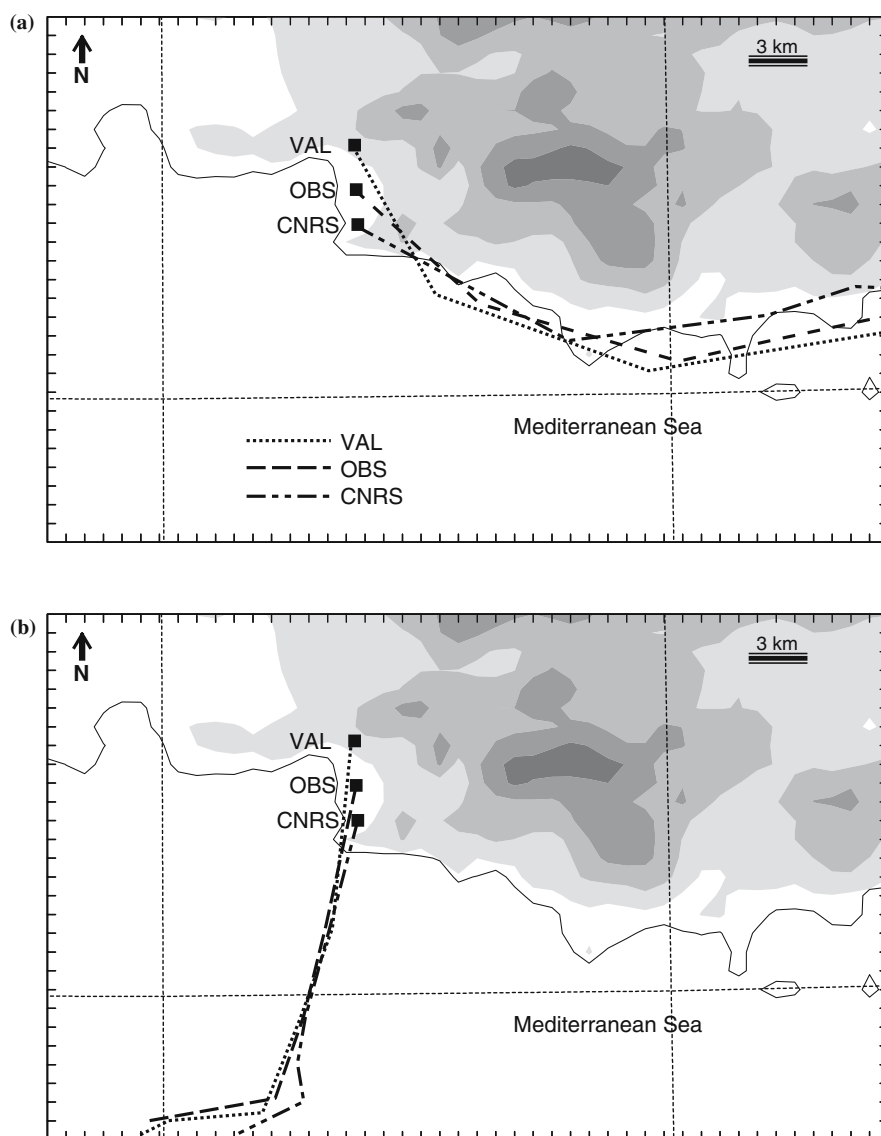 (a)
N
3 km
VAL
OBS
CNRS
Mediterranean Sea
VAL
OBS
CNRS
(b)
N
3 km
VAL
OBS
CNRS
Mediterranean Sea